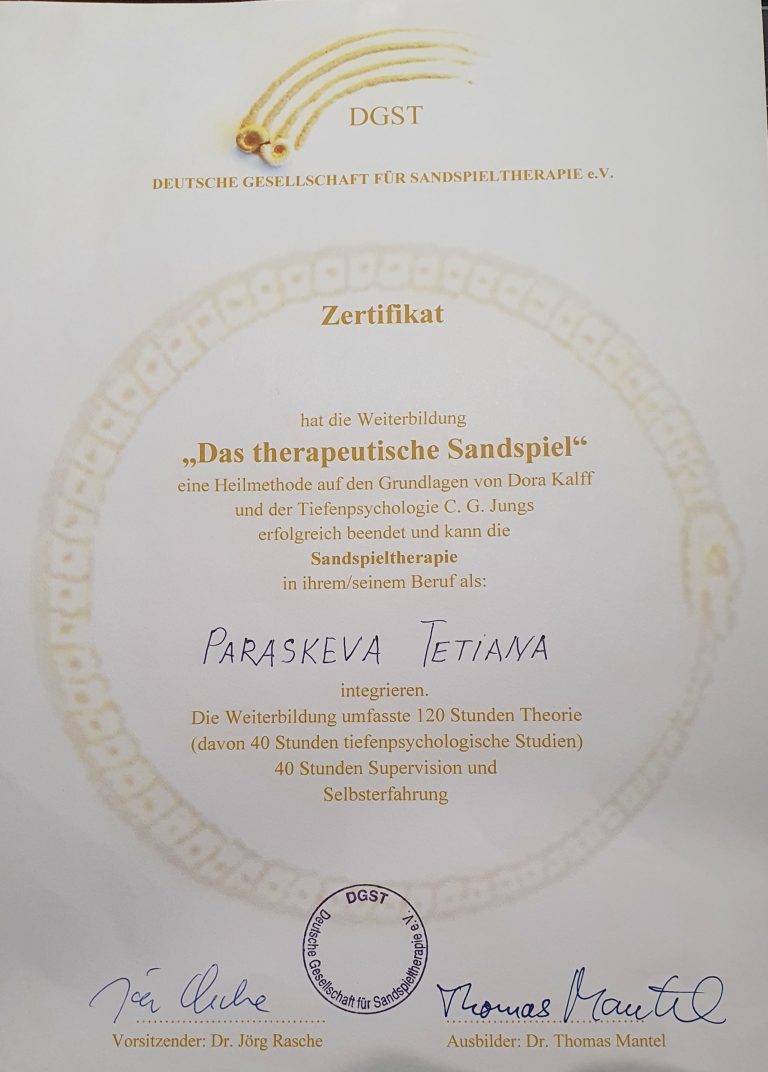 DGST
DEUTSCHE GESELLSCHAFT FÜR SANDSPIELTHERAPIE e.V.
Zertifikat
hat die Weiterbildung
„Das therapeutische Sandspiel“
eine Heilmethode auf den Grundlagen von Dora Kalff
und der Tiefenpsychologie C. G. Jungs
erfolgreich beendet und kann die
Sandspieltherapie
in ihrem/seinem Beruf als:
PARASKEVA TETIANA
integrieren.
Die Weiterbildung umfasste 120 Stunden Theorie
(davon 40 Stunden tiefenpsychologische Studien)
40 Stunden Supervision und
Selbsterfahrung
DGST
Deutsche Gesellschaft für Sandspieltherapie e.V.
Thomas Mantel
Vorsitzender: Dr. Jörg Rasche
Ausbilder: Dr. Thomas Mantel